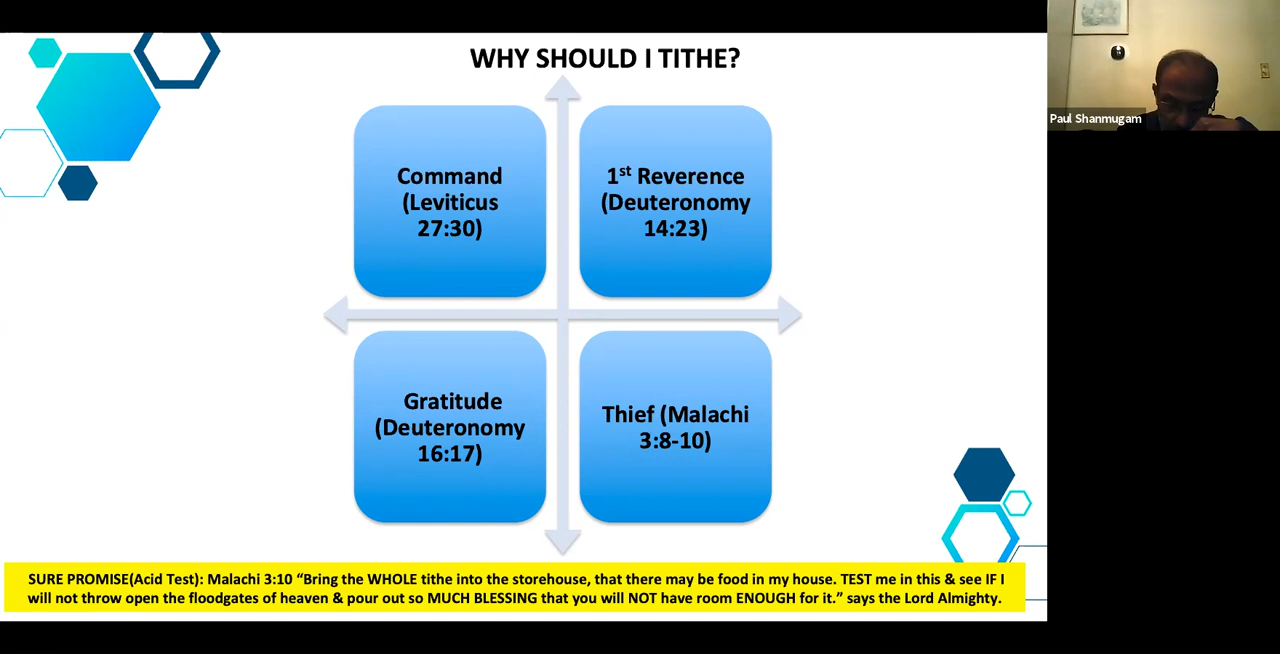 WHY SHOULD I TITHE?
Command
(Leviticus
27:30)
1st Reverence
(Deuteronomy
14:23)
Gratitude
(Deuteronomy
16:17)
Thief (Malachi
3:8-10)
SURE PROMISE(Acid Test): Malachi 3:10 “Bring the WHOLE tithe into the storehouse, that there may be food in my house. TEST me in this & see IF I
will not throw open the floodgates of heaven & pour out so MUCH BLESSING that you will NOT have room ENOUGH for it.” says the Lord Almighty.
Paul Shanmugam